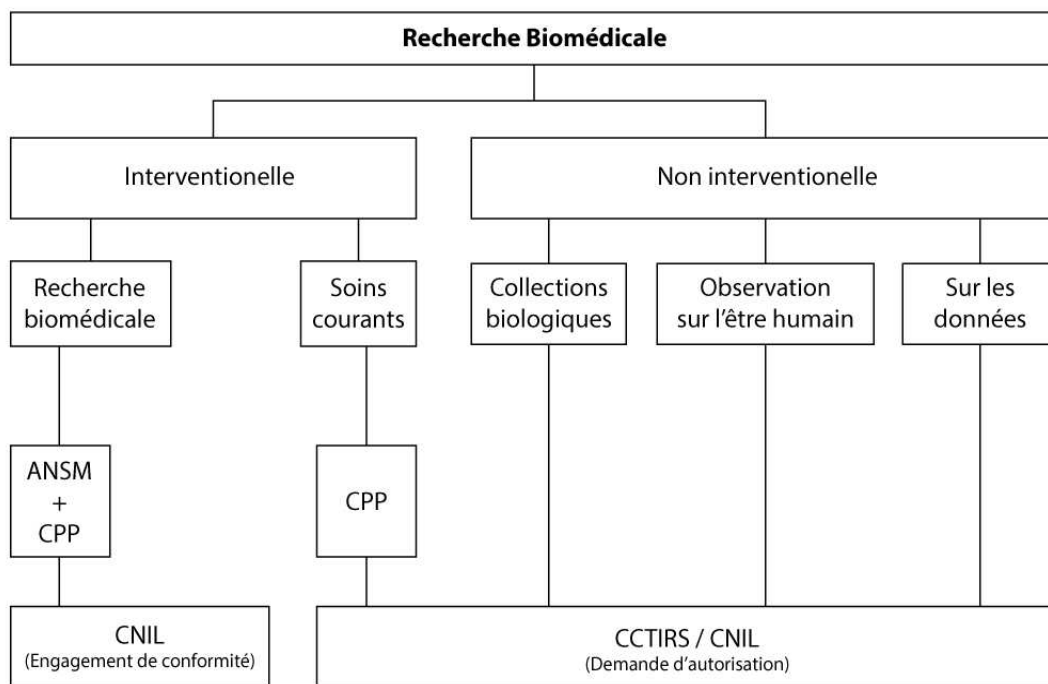 Recherche Biomédicale
Interventionelle
Non interventionelle
Recherche
biomédicale
Soins
courants
Collections
biologiques
Observation
sur l'être humain
Sur les
données
ANSM
+
CPP
CPP
CNIL
(Engagement de conformité)
CCTIRS / CNIL
(Demande d'autorisation)